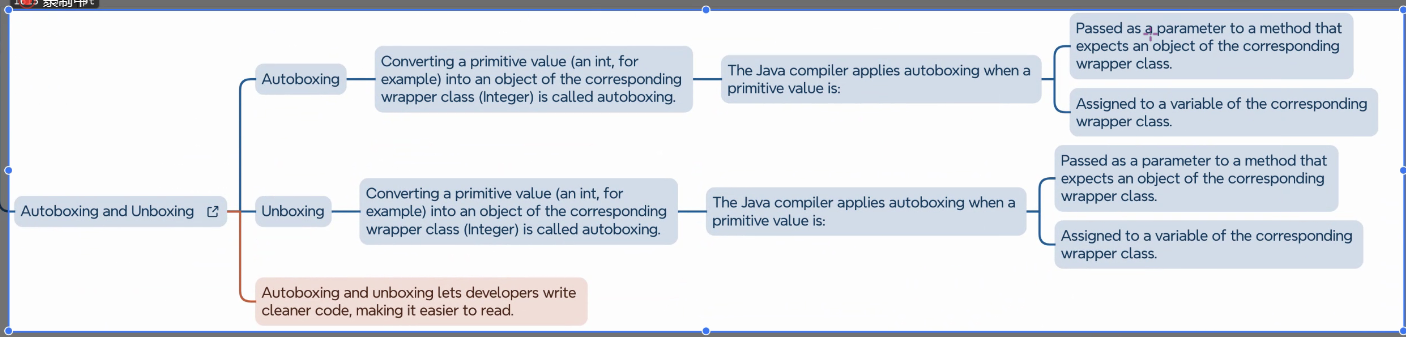 Autoboxing and Unboxing
Autoboxing
Converting a primitive value (an int, for
example) into an object of the corresponding
wrapper class (Integer) is called autoboxing.
The Java compiler applies autoboxing when a
primitive value is:
Passed as a parameter to a method that
expects an object of the corresponding
wrapper class.
Assigned to a variable of the corresponding
wrapper class.
Unboxing
Converting a primitive value (an int, for
example) into an object of the corresponding
wrapper class (Integer) is called autoboxing.
The Java compiler applies autoboxing when a
primitive value is:
Passed as a parameter to a method that
expects an object of the corresponding
wrapper class.
Assigned to a variable of the corresponding
wrapper class.
Autoboxing and unboxing lets developers write
cleaner code, making it easier to read.